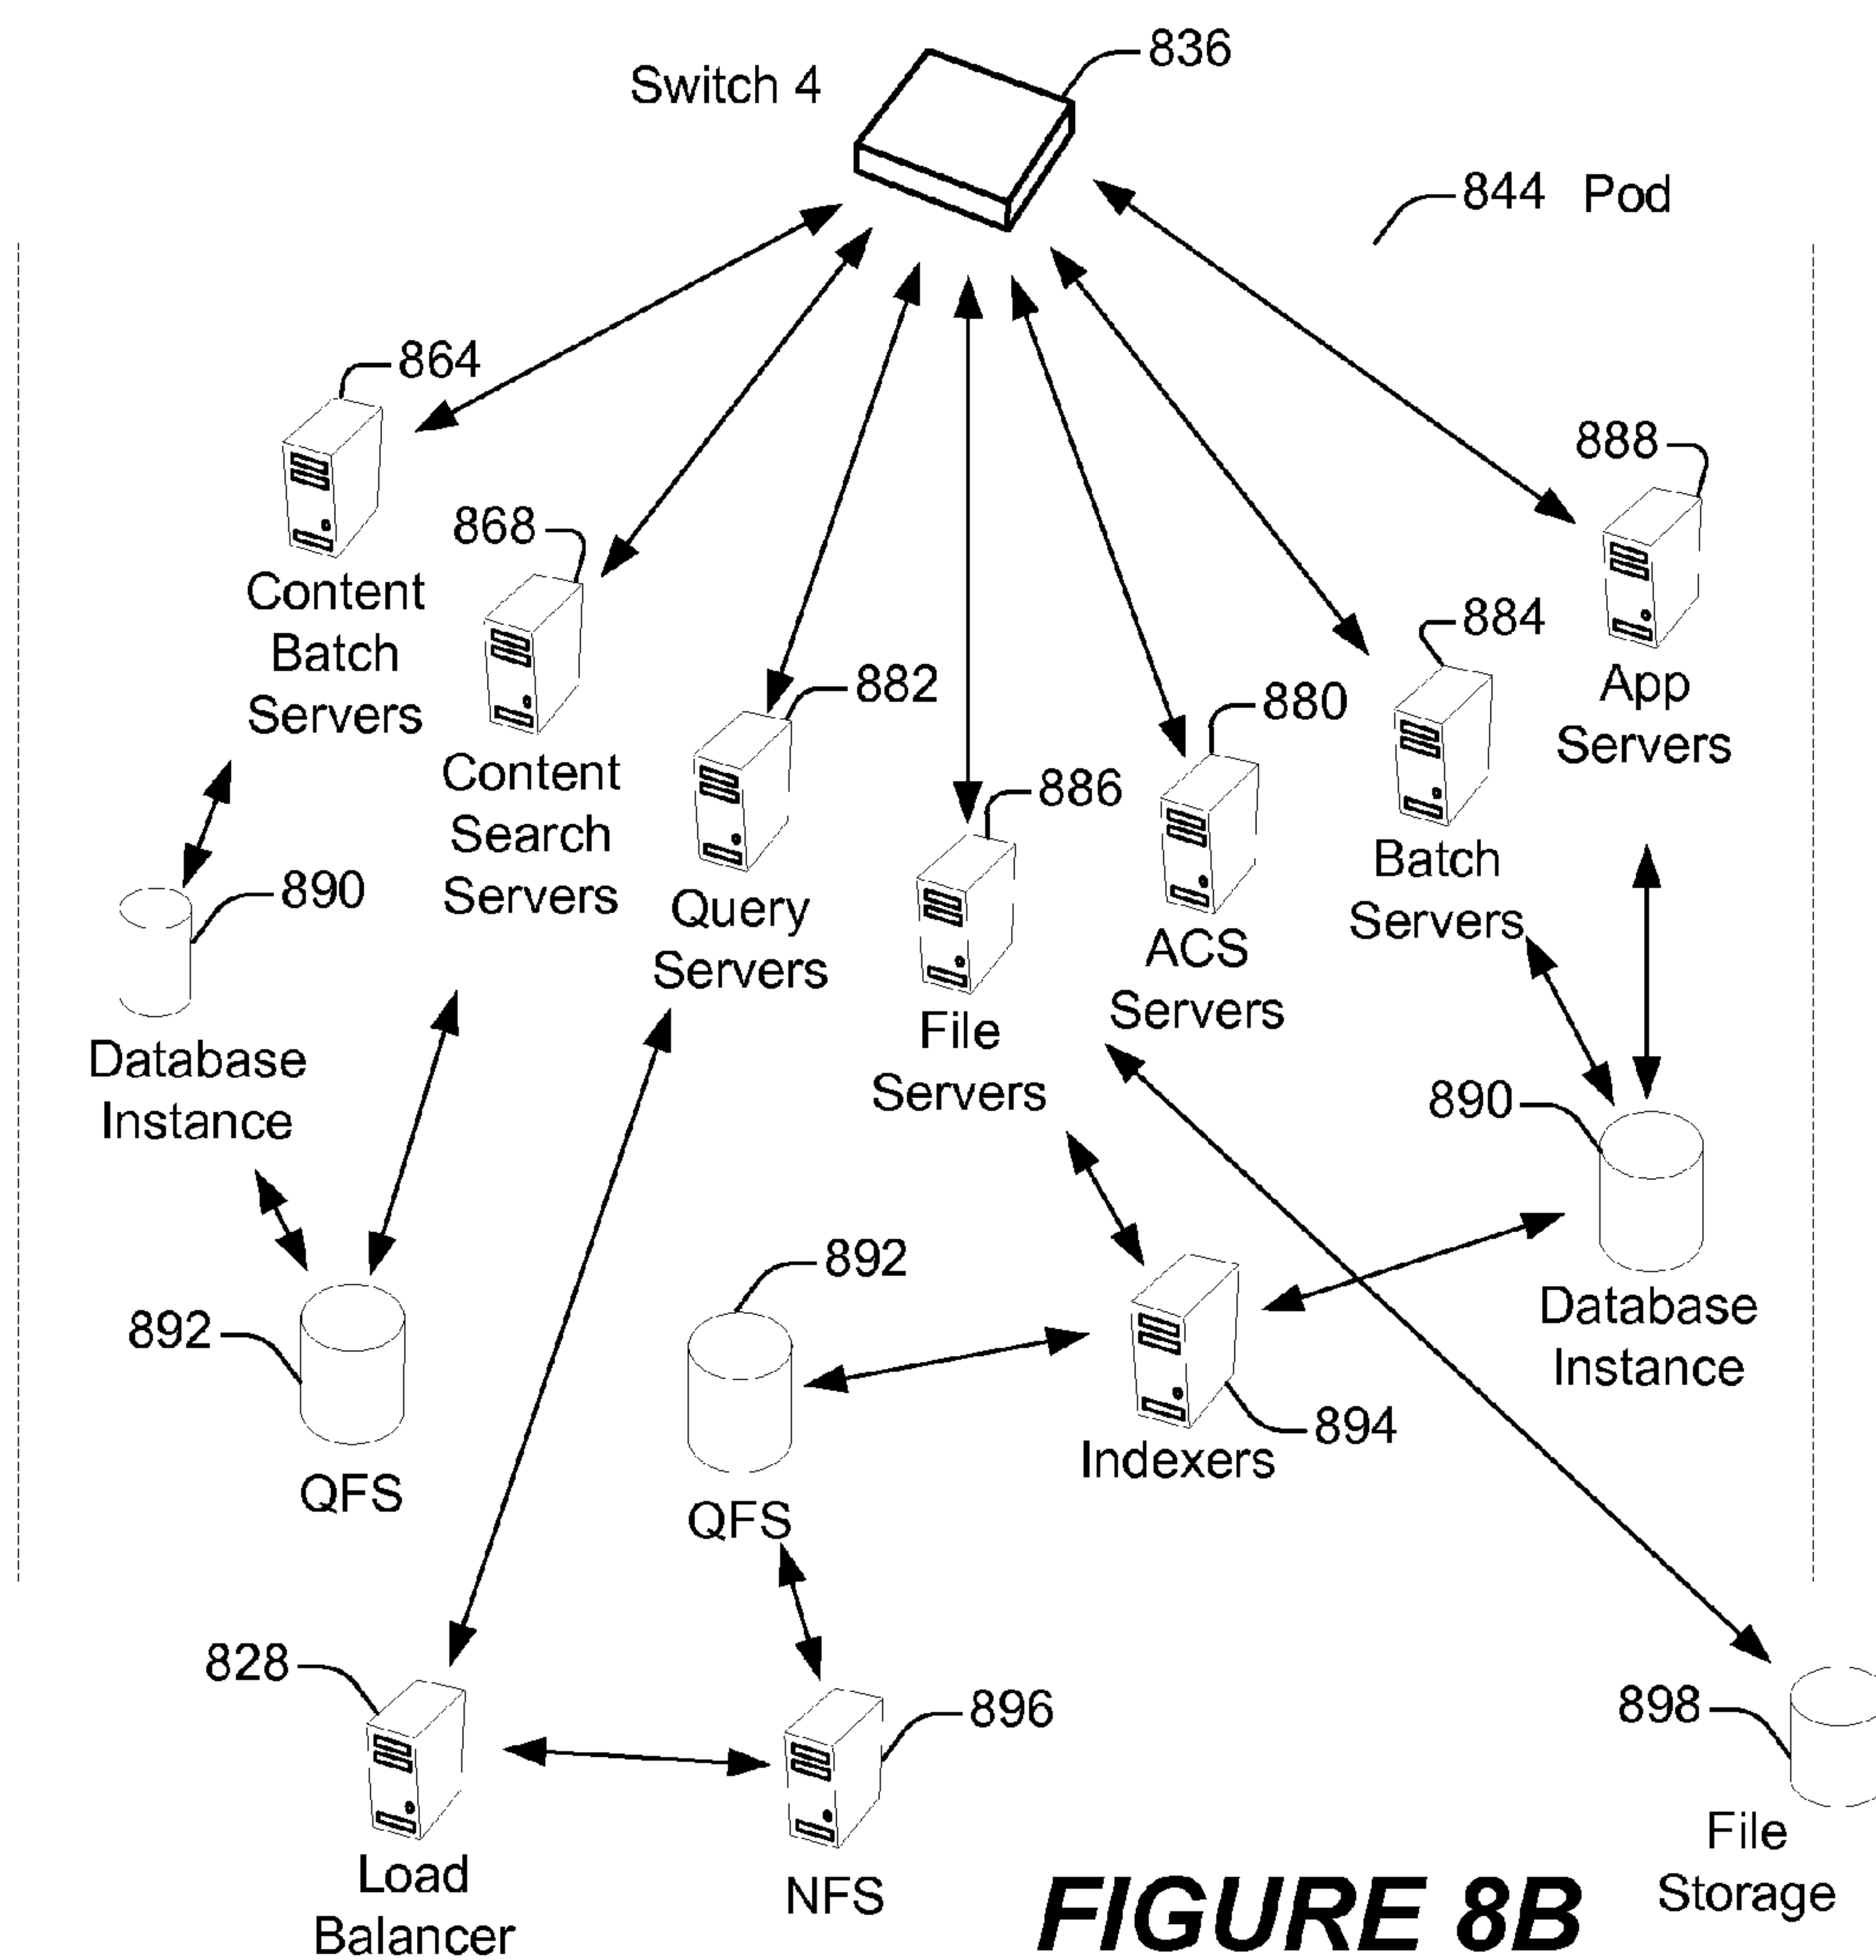 Switch 4
836
844 Pod
864
Content
Batch
Servers
868
Content
Search
Servers
882
Query
Servers
886
File
Servers
880
ACS
Servers
884
Batch
Servers
888
App
Servers
890
Database
Instance
890
Database
Instance
892
QFS
892
QFS
894
Indexers
828
Load
Balancer
896
NFS
898
File
Storage
FIGURE 8B